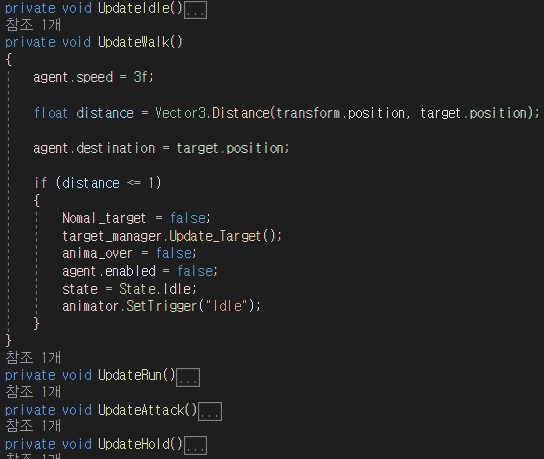 private void UpdateIdle()...
참조 1개
private void UpdateWalk()
{
agent.speed = 3f;
float distance = Vector3.Distance(transform.position, target.position);
agent.destination = target.position;
if (distance <= 1)
{
Nomal_target = false;
target_manager.Update_Target();
anima_over = false;
agent.enabled = false;
state = State.Idle;
animator.SetTrigger("Idle");
}
}
참조 1개
private void UpdateRun()...
참조 1개
private void UpdateAttack()...
참조 1개
private void UpdateHold()...
참조 1개